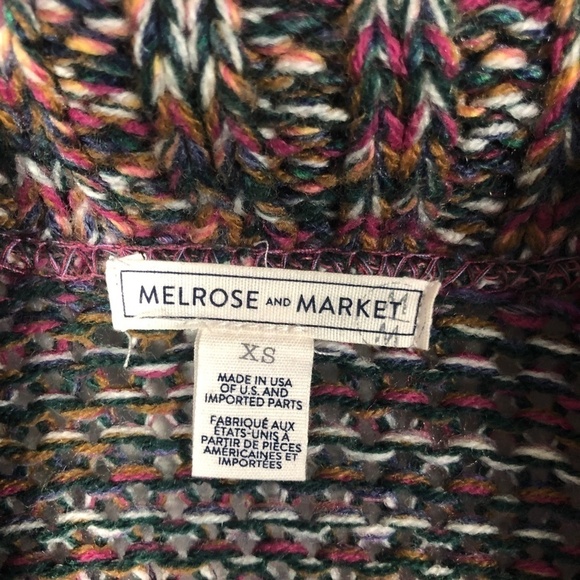 MELROSE AND MARKET
XS
MADE IN USA
OF U.S. AND
IMPORTED PARTS
FABRIQUÉ AUX
ÉTATS-UNIS À
PARTIR DE PIÈCES
AMÉRICAINES ET
IMPORTÉES